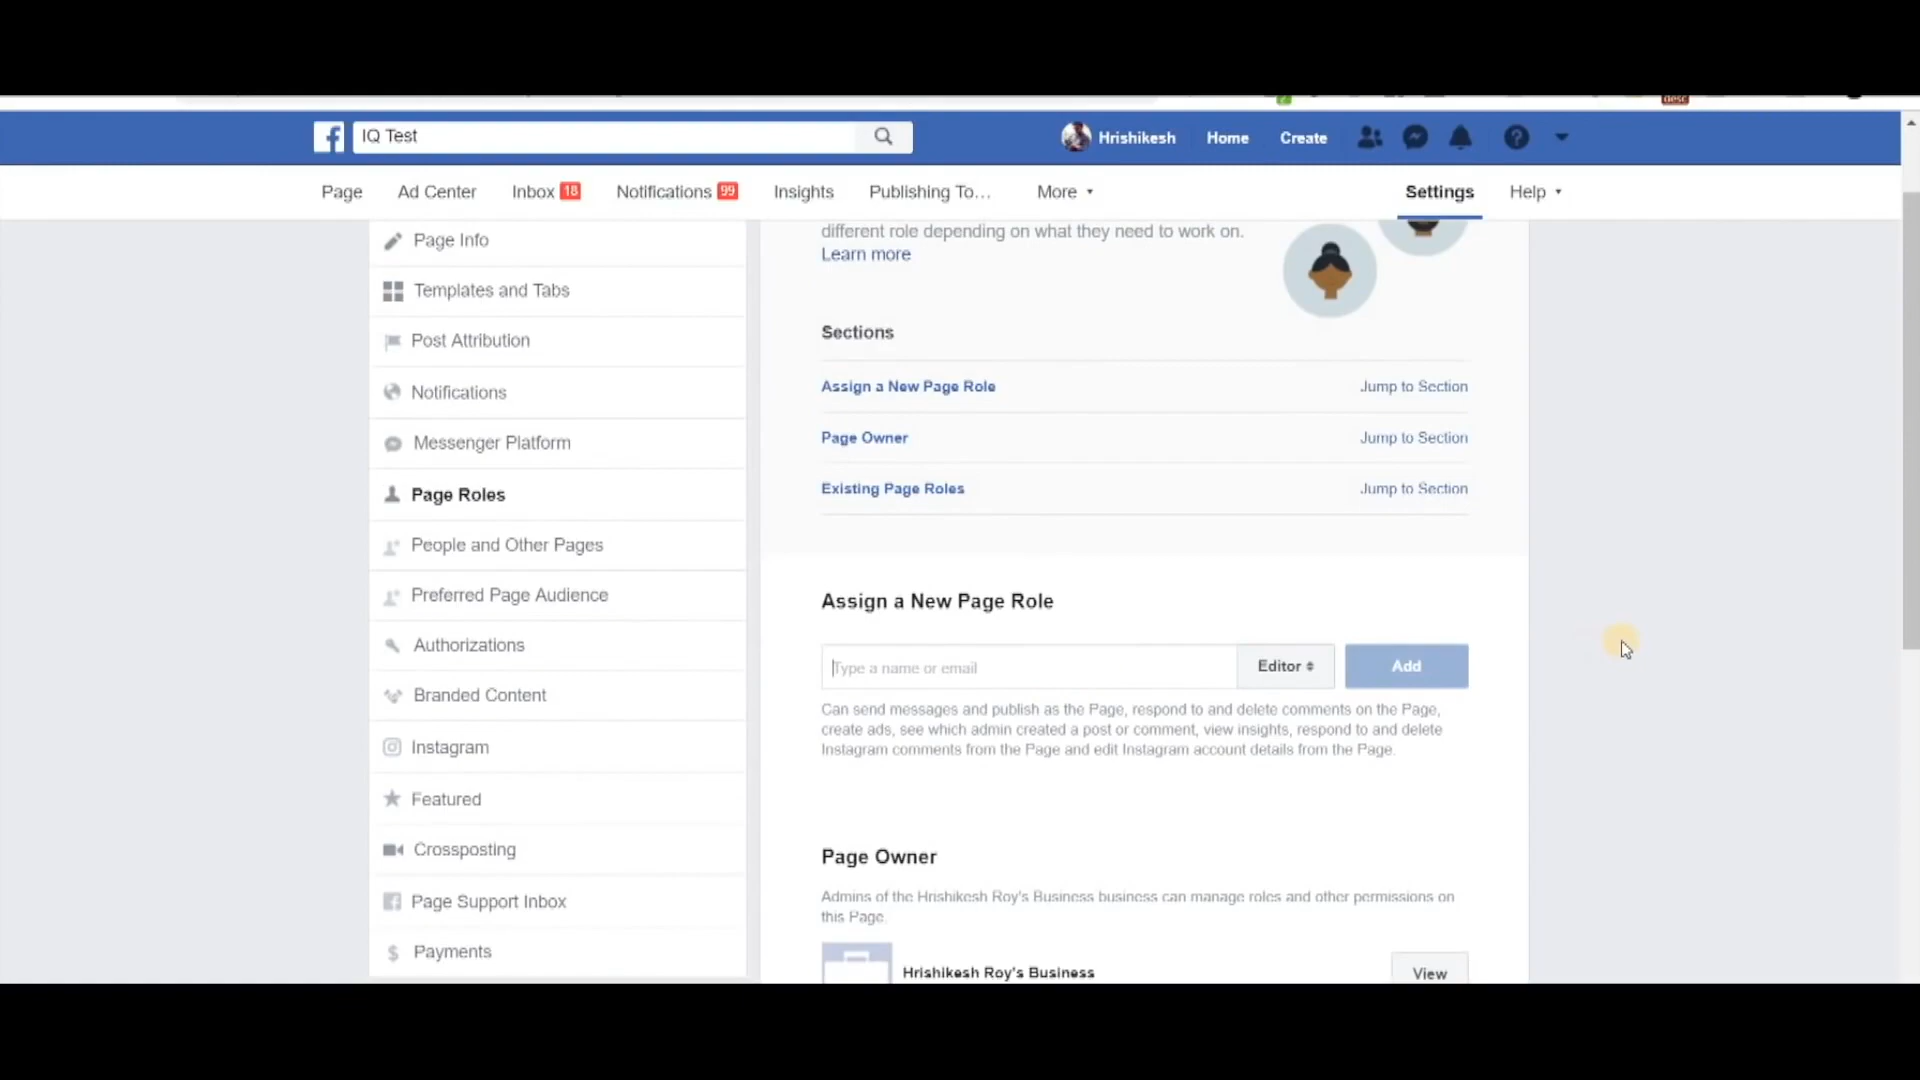 IQ Test
Hrishikesh Home Create
Page Ad Center Inbox 18 Notifications 99 Insights Publishing To... More Settings Help
Page Info
Templates and Tabs
Post Attribution
Notifications
Messenger Platform
Page Roles
People and Other Pages
Preferred Page Audience
Authorizations
Branded Content
Instagram
Featured
Crossposting
Page Support Inbox
Payments
different role depending on what they need to work on.
Learn more
Sections
Assign a New Page Role Jump to Section
Page Owner Jump to Section
Existing Page Roles Jump to Section
Assign a New Page Role
Type a name or email Editor Add
Can send messages and publish as the Page, respond to and delete comments on the Page,
create ads, see which admin created a post or comment, view insights, respond to and delete
Instagram comments from the Page and edit Instagram account details from the Page.
Page Owner
Admins of the Hrishikesh Roy's Business business can manage roles and other permissions on
this Page.
Hrishikesh Roy's Business View